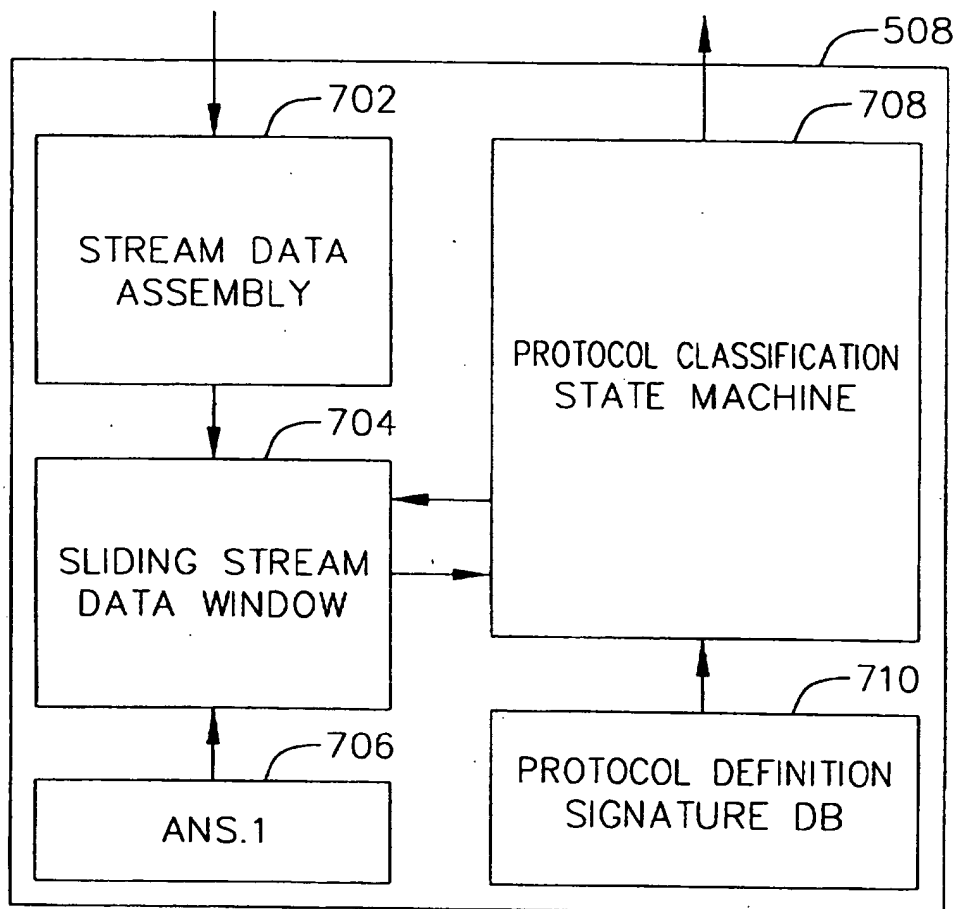 508
702
STREAM DATA
ASSEMBLY
708
PROTOCOL CLASSIFICATION
STATE MACHINE
704
SLIDING STREAM
DATA WINDOW
706
ANS.1
710
PROTOCOL DEFINITION
SIGNATURE DB